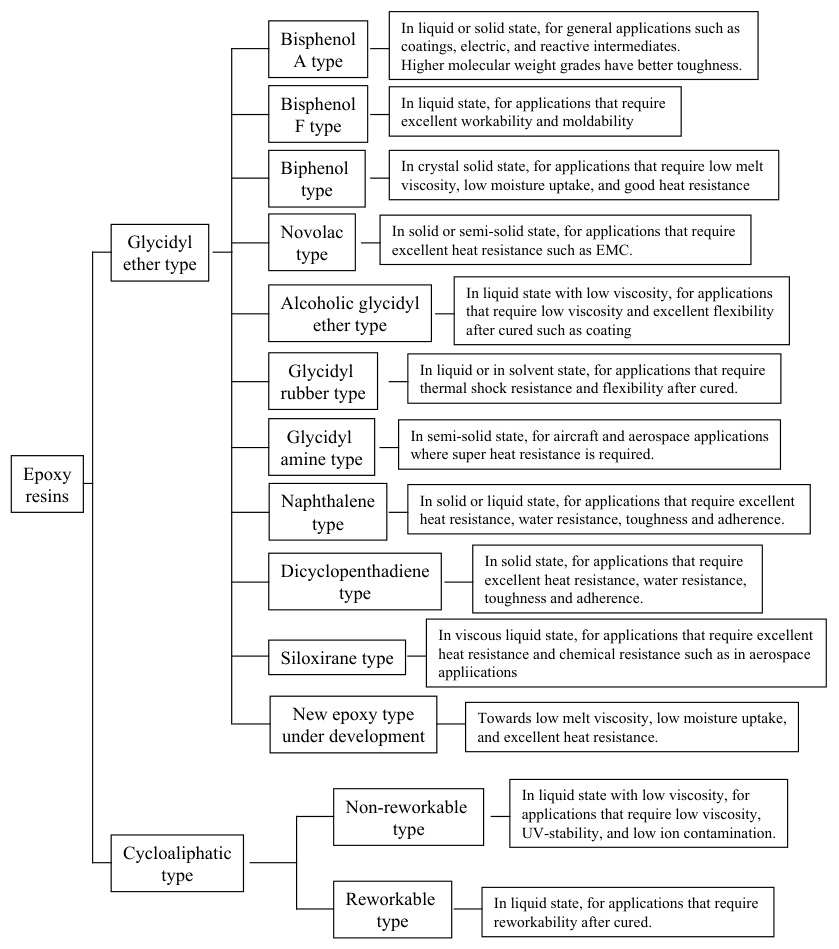 Epoxy
resins
Glycidyl
ether type
Bisphenol
A type
In liquid or solid state, for general applications such as
coatings, electric, and reactive intermediates.
Higher molecular weight grades have better toughness.
Bisphenol
F type
In liquid state, for applications that require
excellent workability and moldability
Biphenol
type
In crystal solid state, for applications that require low melt
viscosity, low moisture uptake, and good heat resistance
Novolac
type
In solid or semi-solid state, for applications that require
excellent heat resistance such as EMC.
Alcoholic glycidyl
ether type
In liquid state with low viscosity, for applications
that require low viscosity and excellent flexibility
after cured such as coating
Glycidyl
rubber type
In liquid or in solvent state, for applications that require
thermal shock resistance and flexibility after cured.
Glycidyl
amine type
In semi-solid state, for aircraft and aerospace applications
where super heat resistance is required.
Naphthalene
type
In solid or liquid state, for applications that require excellent
heat resistance, water resistance, toughness and adherence.
Dicyclopenthadiene
type
In solid state, for applications that require
excellent heat resistance, water resistance,
toughness and adherence.
Siloxirane type
In viscous liquid state, for applications that require excellent
heat resistance and chemical resistance such as in aerospace
appliications
New epoxy type
under development
Towards low melt viscosity, low moisture uptake,
and excellent heat resistance.
Cycloaliphatic
type
Non-reworkable
type
In liquid state with low viscosity, for
applications that require low viscosity,
UV-stability, and low ion contamination.
Reworkable
type
In liquid state, for applications that require
reworkability after cured.